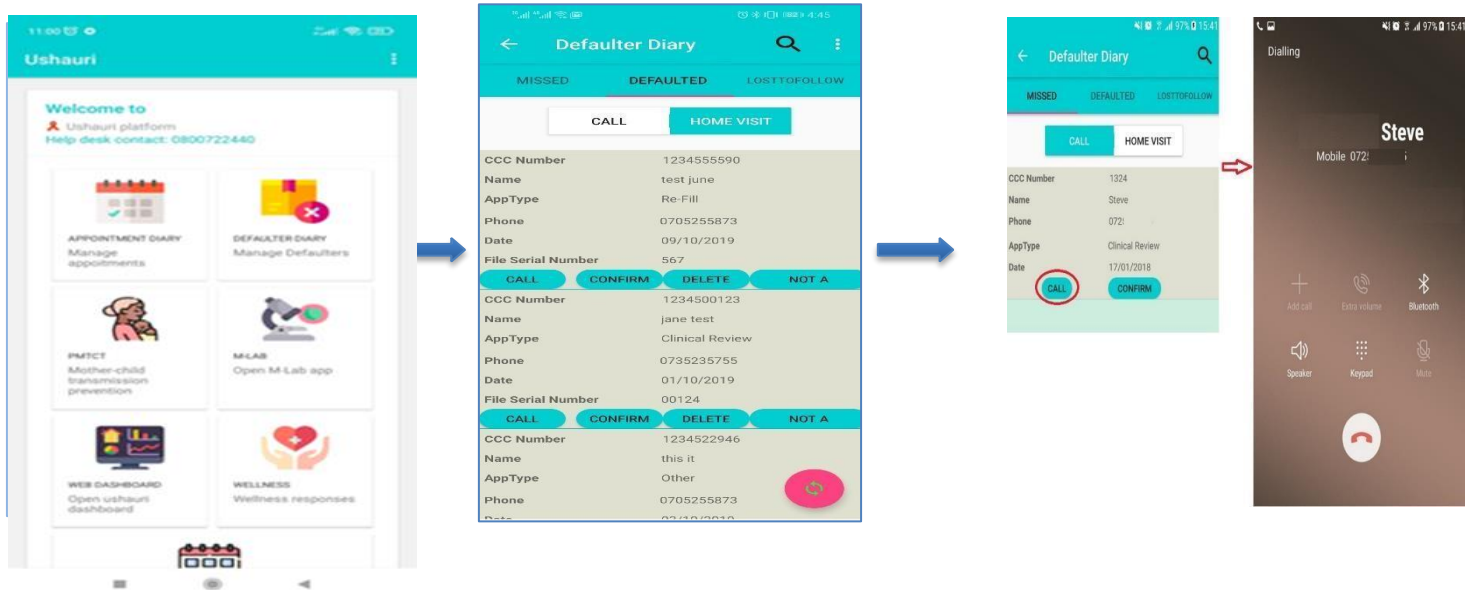 11:00
Ushauri
Welcome to
Ushauri platform
Help desk contact: 0800722440
APPOINTMENT DIARY
Manage
appoitments
DEFAULTER DIARY
Manage Defaulters
PMTCT
Mother-child
transmission
prevention
M-LAB
Open M-Lab app
WEB DASHBOARD
Open ushauri
dashboard
WELLNESS
Wellness responses
4:45
Defaulter Diary
MISSED DEFAULTED LOSTTOFOLLOW
CALL HOME VISIT
CCC Number 1234555590
Name test june
AppType Re-Fill
Phone 0705255873
Date 09/10/2019
File Serial Number 567
CALL CONFIRM DELETE NOT A
CCC Number 1234500123
Name jane test
AppType Clinical Review
Phone 0735235755
Date 01/10/2019
File Serial Number 00124
CALL CONFIRM DELETE NOT A
CCC Number 1234522946
Name this it
AppType Other
Phone 0705255873
97% 15:41
Defaulter Diary
MISSED DEFAULTED LOSTTOFOLLOW
CALL HOME VISIT
CCC Number 1324
Name Steve
Phone 072
AppType Clinical Review
Date 17/01/2018
CALL CONFIRM
97% 15:41
Dialling
Steve
Mobile 072
Add call Extra volume Bluetooth
Speaker Keypad Mute